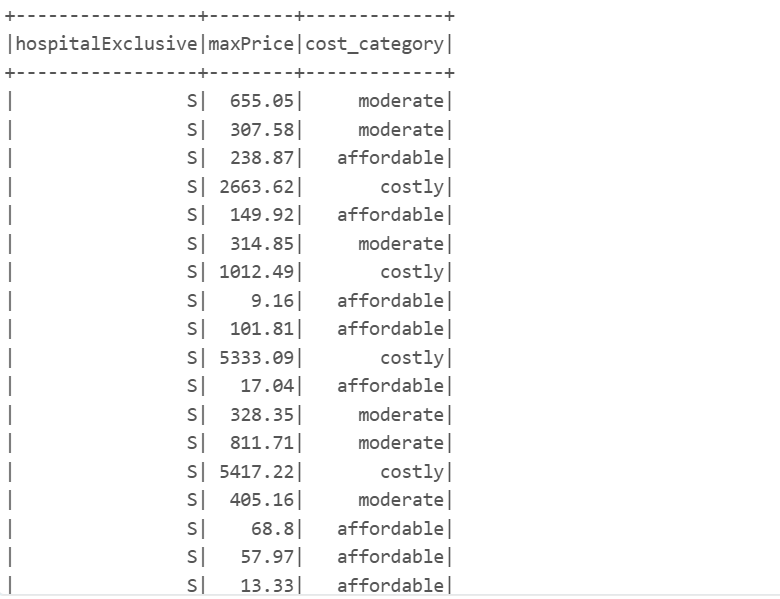 +-----------------+--------+-------------+
|hospitalExclusive|maxPrice|cost_category|
+-----------------+--------+-------------+
|                S|  655.05|     moderate|
|                S|  307.58|     moderate|
|                S|  238.87|   affordable|
|                S| 2663.62|       costly|
|                S|  149.92|   affordable|
|                S|  314.85|     moderate|
|                S| 1012.49|       costly|
|                S|    9.16|   affordable|
|                S|  101.81|   affordable|
|                S| 5333.09|       costly|
|                S|   17.04|   affordable|
|                S|  328.35|     moderate|
|                S|  811.71|     moderate|
|                S| 5417.22|       costly|
|                S|  405.16|     moderate|
|                S|    68.8|   affordable|
|                S|   57.97|   affordable|
|                S|   13.33|   affordable|